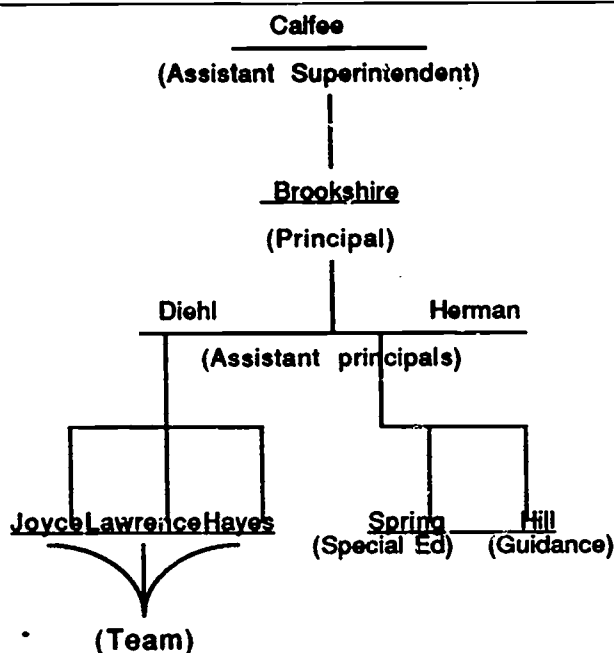 Calfee
(Assistant Superintendent)
Brookshire
(Principal)
Diehl Herman
(Assistant principals)
Joyce Lawrence Hayes Spring Hill
(Special Ed) (Guidance)
(Team)